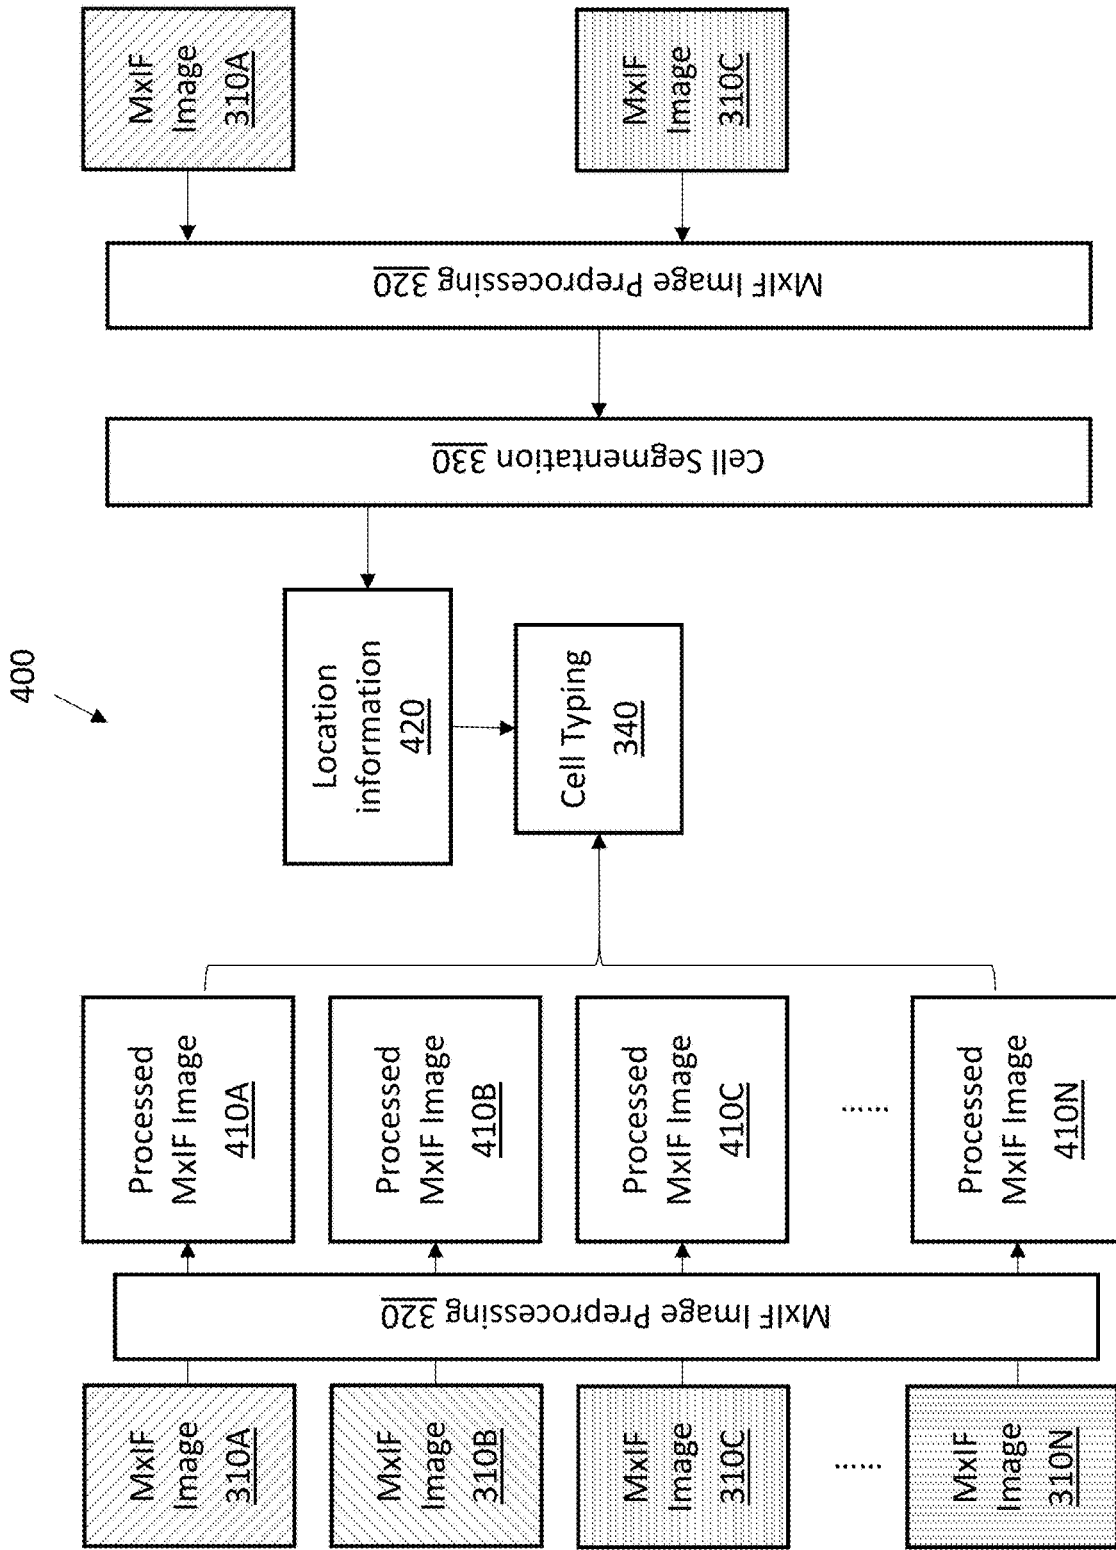 400
MxIF
Image
310A
MxIF
Image
310B
MxIF
Image
310C
......
MxIF
Image
310N
MxIF Image Preprocessing 320
Processed
MxIF Image
410A
Processed
MxIF Image
410B
Processed
MxIF Image
410C
......
Processed
MxIF Image
410N
Location
information
420
Cell Typing
340
Cell Segmentation 330
MxIF Image Preprocessing 320
MxIF
Image
310A
MxIF
Image
310C